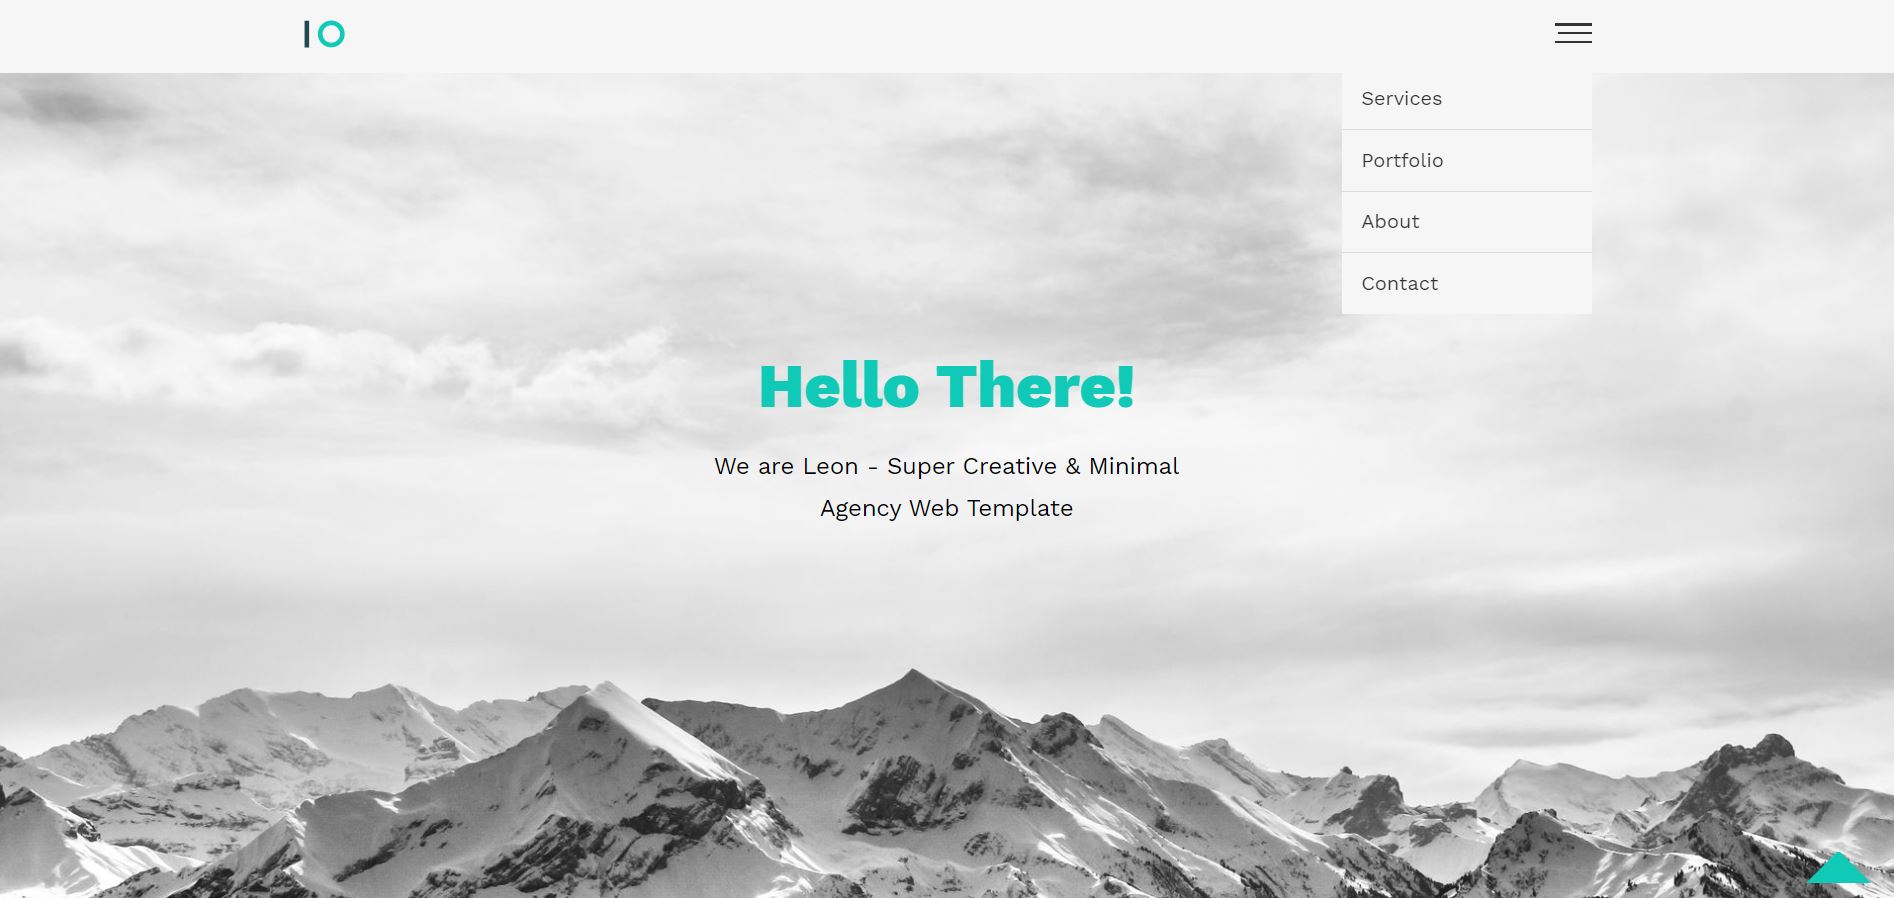 IO
Services
Portfolio
About
Contact
Hello There!
We are Leon - Super Creative & Minimal
Agency Web Template